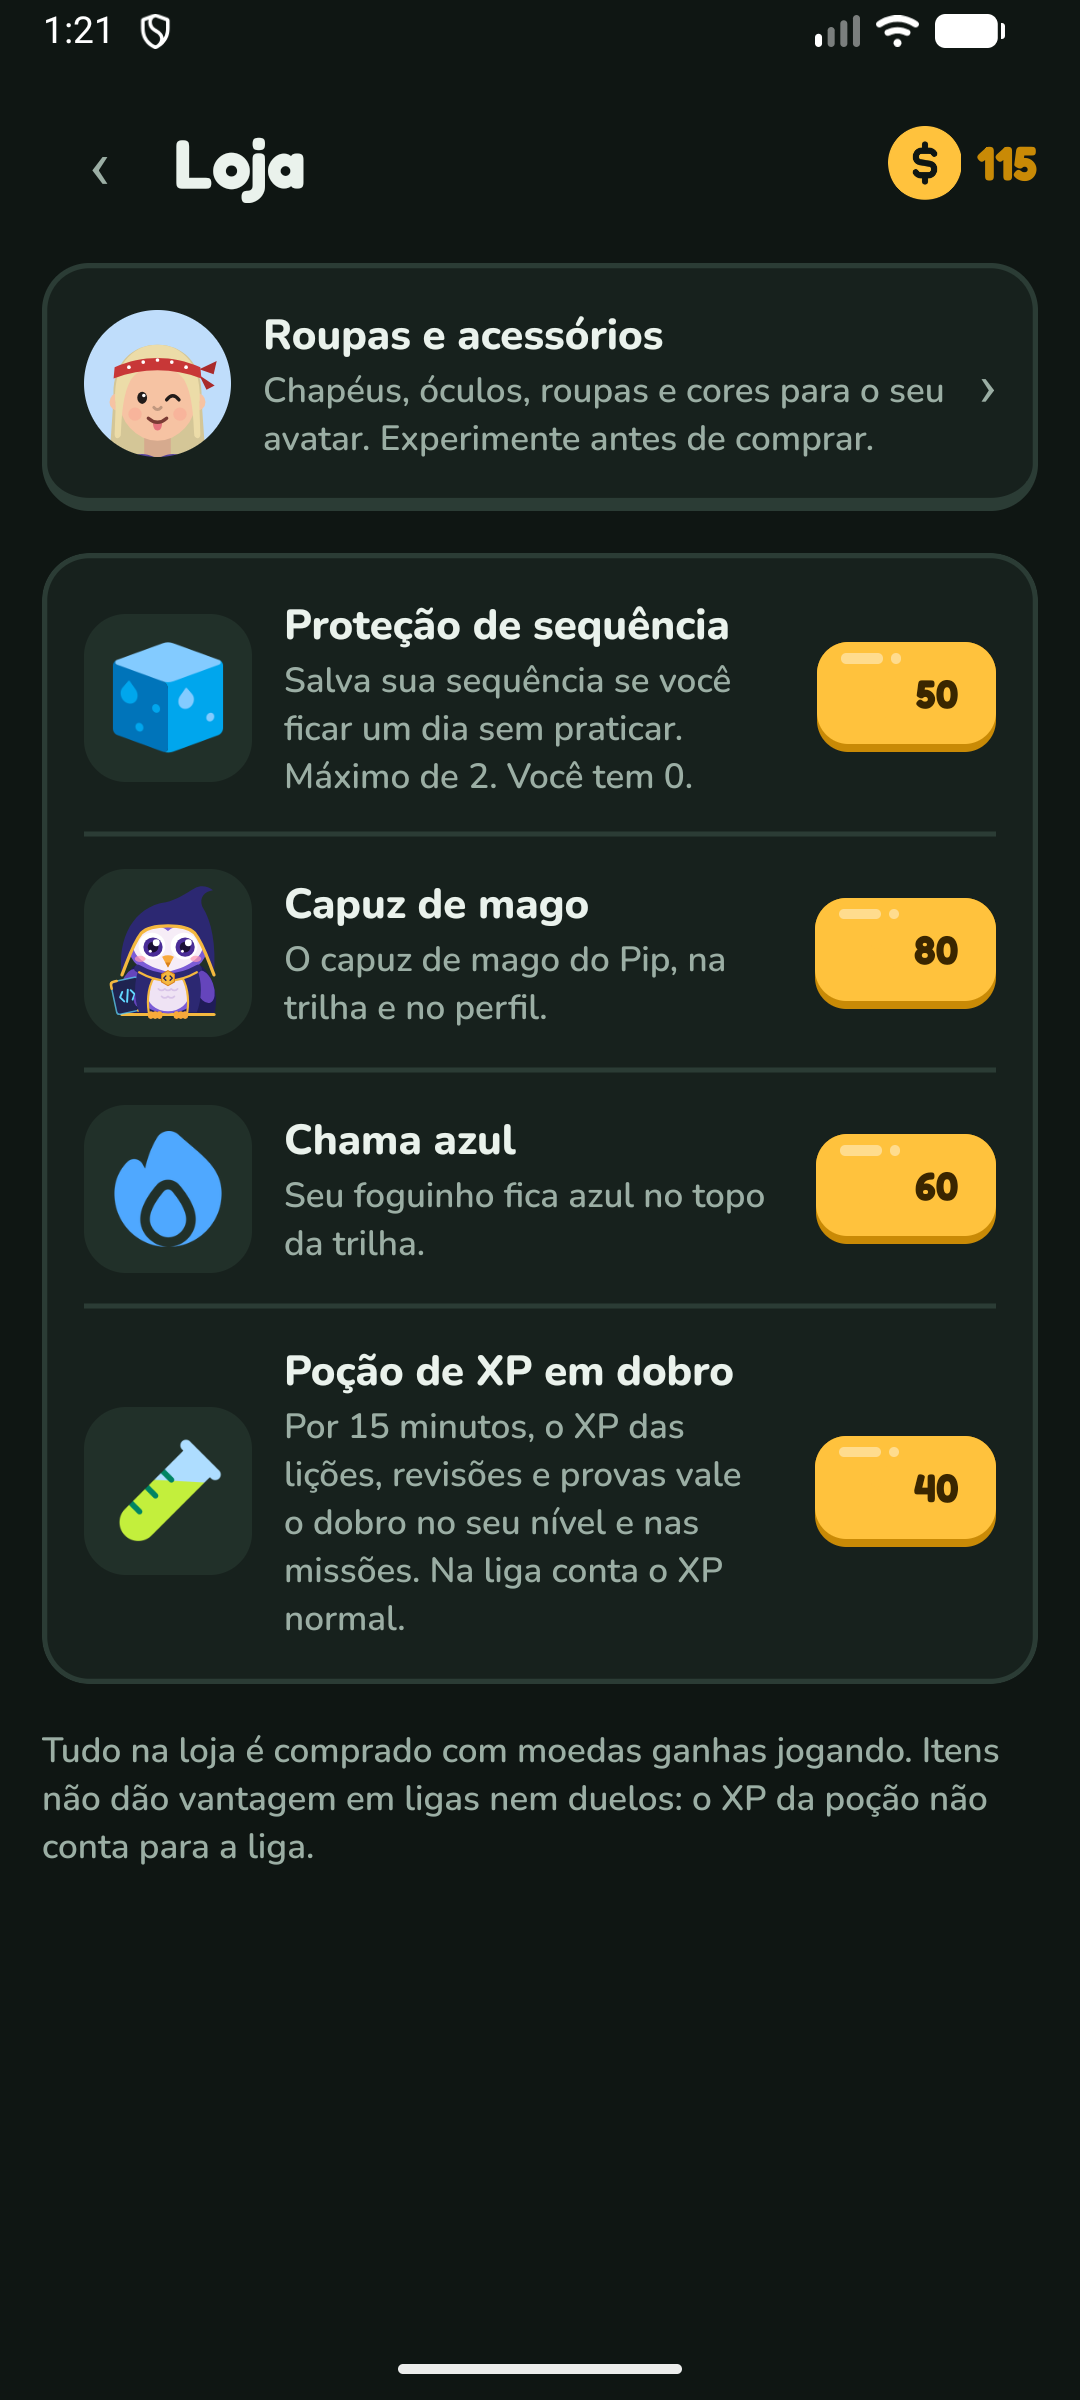 1:21
‹ Loja
$ 115
Roupas e acessórios
Chapéus, óculos, roupas e cores para o seu
avatar. Experimente antes de comprar.
›
Proteção de sequência
Salva sua sequência se você
ficar um dia sem praticar.
Máximo de 2. Você tem 0.
50
Capuz de mago
O capuz de mago do Pip, na
trilha e no perfil.
80
Chama azul
Seu foguinho fica azul no topo
da trilha.
60
Poção de XP em dobro
Por 15 minutos, o XP das
lições, revisões e provas vale
o dobro no seu nível e nas
missões. Na liga conta o XP
normal.
40
Tudo na loja é comprado com moedas ganhas jogando. Itens
não dão vantagem em ligas nem duelos: o XP da poção não
conta para a liga.